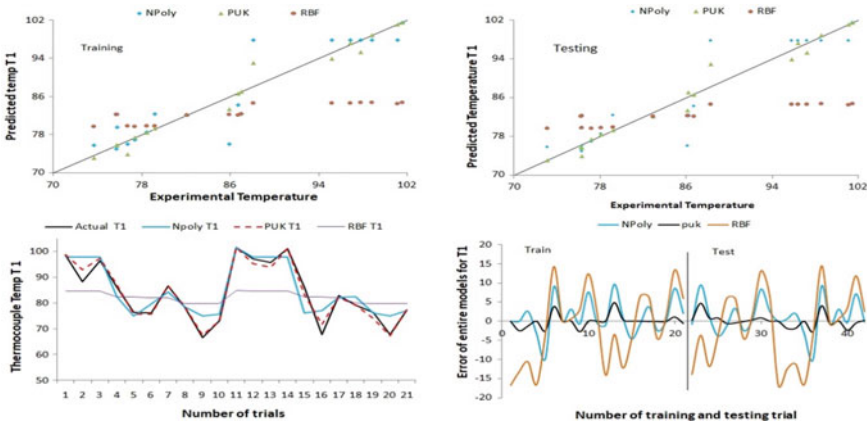 NPoly PUK RBF
Training
Predicted temp T1
102
94
86
78
70
70 78 86 94 102
Experimental Temperature
NPoly PUK RBF
Testing
Predicted Temperature T1
102
94
86
78
70
70 78 86 94 102
Experimental Temperature
Actual T1 Npoly T1 PUK T1 RBF T1
Thermocouple Temp T1
100
90
80
70
60
50
1 2 3 4 5 6 7 8 9 10 11 12 13 14 15 16 17 18 19 20 21
Number of trials
NPoly puk RBF
Train Test
Error of entire models for T1
20
15
10
5
0
-5
-10
-15
-20
0 10 20 30 40
Number of training and testing trial